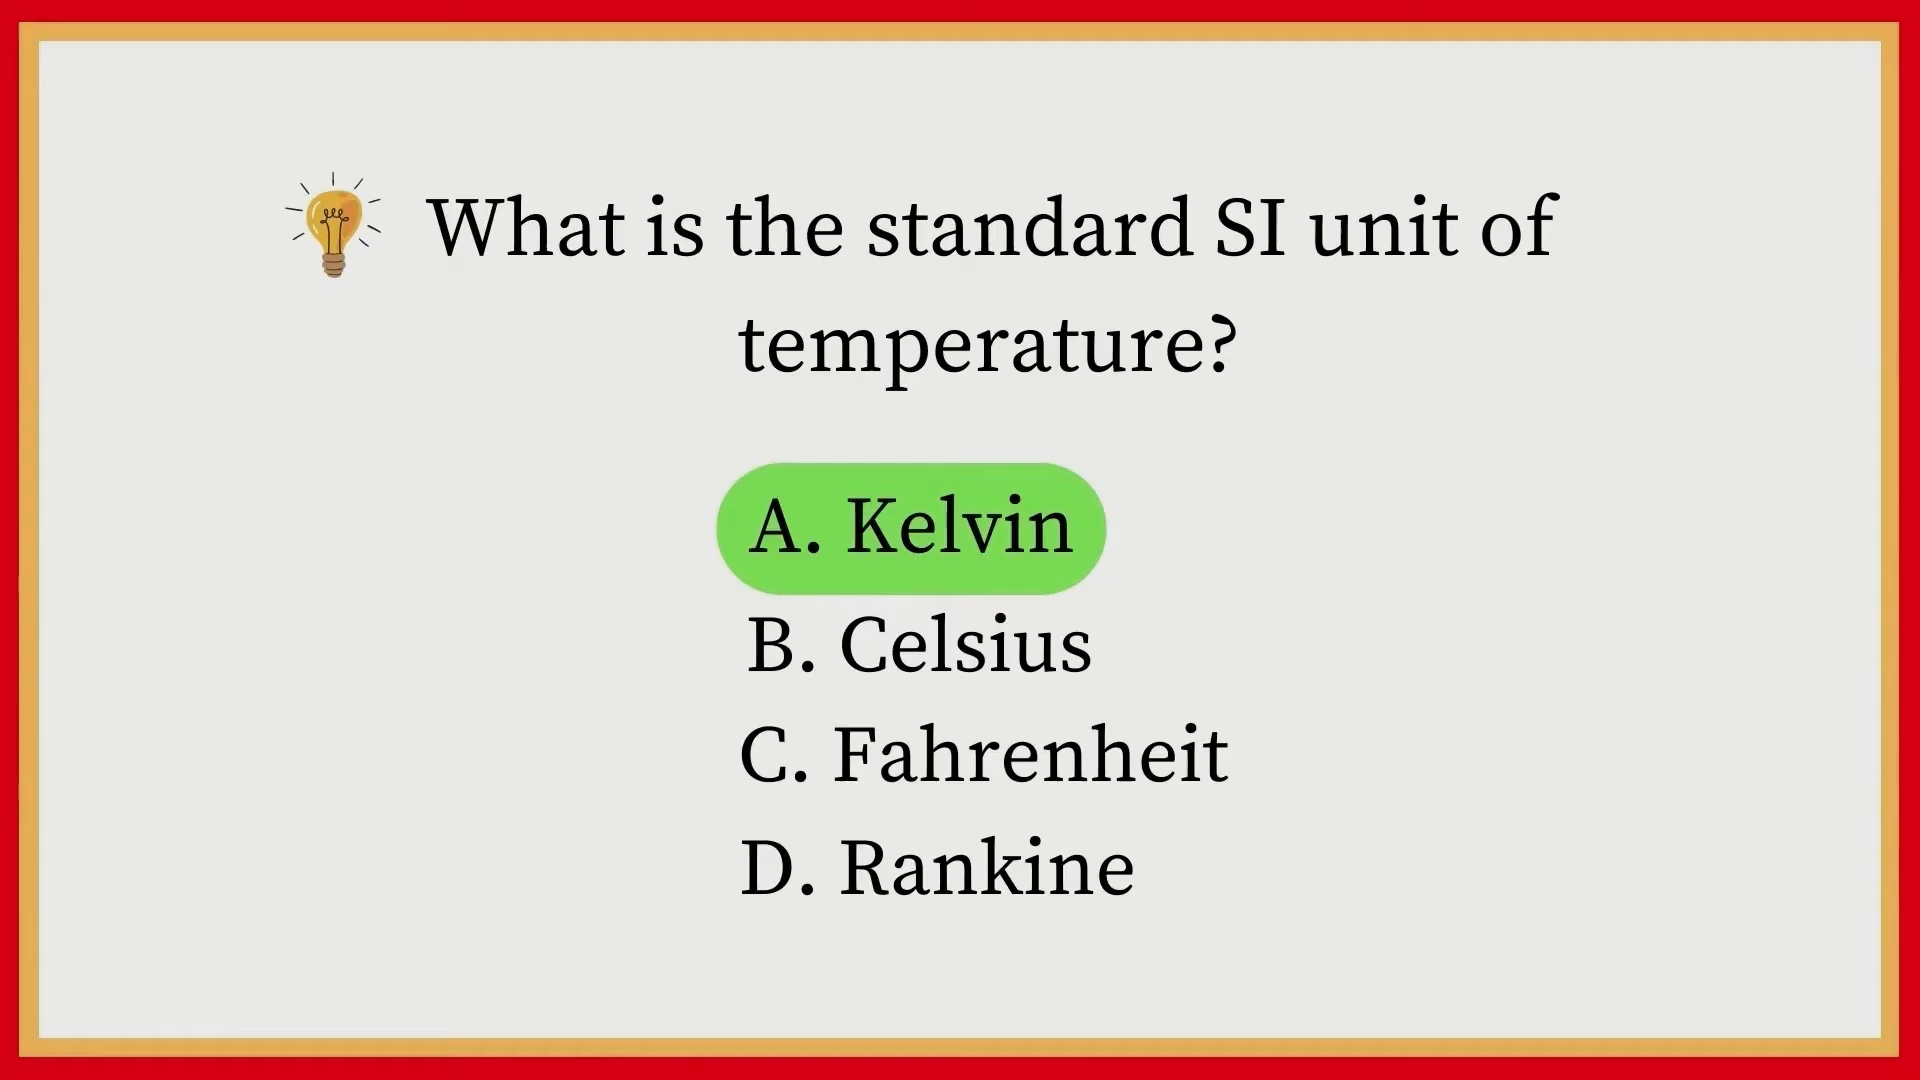 What is the standard SI unit of
temperature?
A. Kelvin
B. Celsius
C. Fahrenheit
D. Rankine